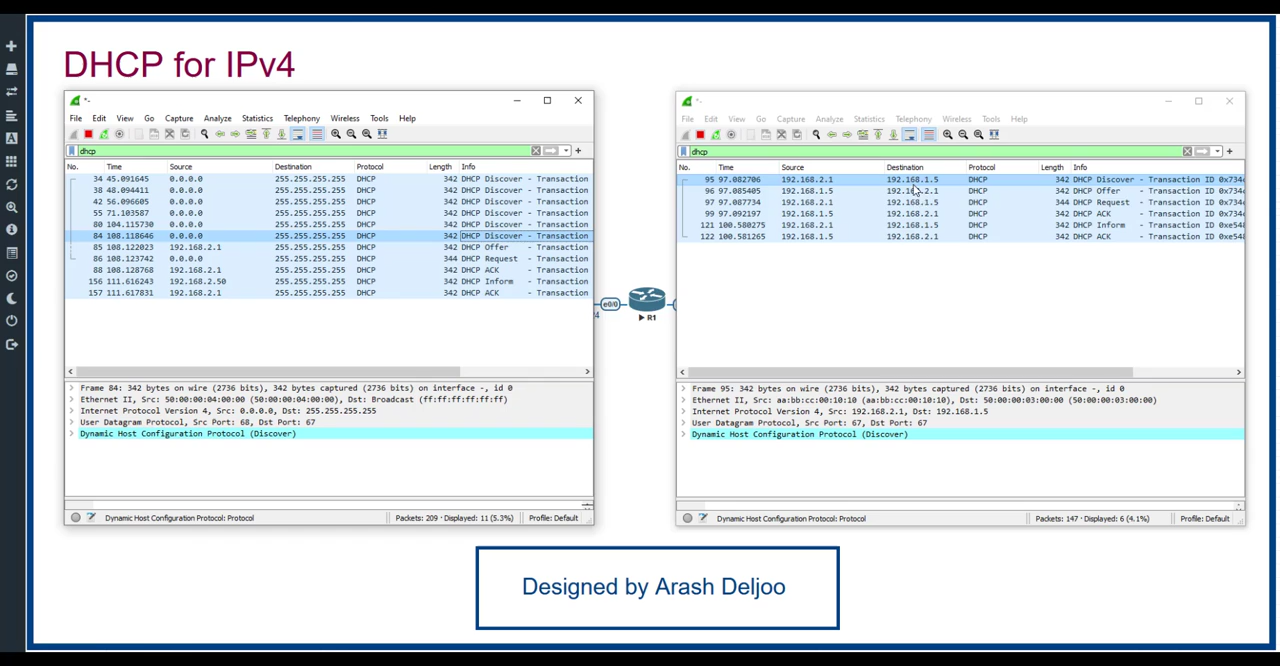 DHCP for IPv4
*-
File Edit View Go Capture Analyze Statistics Telephony Wireless Tools Help
dhcp
No. Time Source Destination Protocol Length Info
34 45.091645 0.0.0.0 255.255.255.255 DHCP 342 DHCP Discover - Transaction
38 48.094411 0.0.0.0 255.255.255.255 DHCP 342 DHCP Discover - Transaction
42 56.096605 0.0.0.0 255.255.255.255 DHCP 342 DHCP Discover - Transaction
55 71.103587 0.0.0.0 255.255.255.255 DHCP 342 DHCP Discover - Transaction
80 104.115730 0.0.0.0 255.255.255.255 DHCP 342 DHCP Discover - Transaction
84 108.118646 0.0.0.0 255.255.255.255 DHCP 342 DHCP Discover - Transaction
85 108.122023 192.168.2.1 255.255.255.255 DHCP 342 DHCP Offer - Transaction
86 108.123742 0.0.0.0 255.255.255.255 DHCP 344 DHCP Request - Transaction
88 108.128768 192.168.2.1 255.255.255.255 DHCP 342 DHCP ACK - Transaction
156 111.616243 192.168.2.50 255.255.255.255 DHCP 342 DHCP Inform - Transaction
157 111.617831 192.168.2.1 255.255.255.255 DHCP 342 DHCP ACK - Transaction
Frame 84: 342 bytes on wire (2736 bits), 342 bytes captured (2736 bits) on interface -, id 0
Ethernet II, Src: 50:00:00:04:00:00 (50:00:00:04:00:00), Dst: Broadcast (ff:ff:ff:ff:ff:ff)
Internet Protocol Version 4, Src: 0.0.0.0, Dst: 255.255.255.255
User Datagram Protocol, Src Port: 68, Dst Port: 67
Dynamic Host Configuration Protocol (Discover)
Dynamic Host Configuration Protocol: Protocol
Packets: 209 · Displayed: 11 (5.3%)
Profile: Default
e0/0
4
R1
*-
File Edit View Go Capture Analyze Statistics Telephony Wireless Tools Help
dhcp
No. Time Source Destination Protocol Length Info
95 97.082706 192.168.2.1 192.168.1.5 DHCP 342 DHCP Discover - Transaction ID 0x734
96 97.085405 192.168.1.5 192.168.2.1 DHCP 342 DHCP Offer - Transaction ID 0x734
97 97.087734 192.168.2.1 192.168.1.5 DHCP 344 DHCP Request - Transaction ID 0x734
99 97.092197 192.168.1.5 192.168.2.1 DHCP 342 DHCP ACK - Transaction ID 0x734
121 100.580275 192.168.2.1 192.168.1.5 DHCP 342 DHCP Inform - Transaction ID 0xe548
122 100.581265 192.168.1.5 192.168.2.1 DHCP 342 DHCP ACK - Transaction ID 0xe548
Frame 95: 342 bytes on wire (2736 bits), 342 bytes captured (2736 bits) on interface -, id 0
Ethernet II, Src: aa:bb:cc:00:10:10 (aa:bb:cc:00:10:10), Dst: 50:00:00:03:00:00 (50:00:00:03:00:00)
Internet Protocol Version 4, Src: 192.168.2.1, Dst: 192.168.1.5
User Datagram Protocol, Src Port: 67, Dst Port: 67
Dynamic Host Configuration Protocol (Discover)
Dynamic Host Configuration Protocol: Protocol
Packets: 147 · Displayed: 6 (4.1%)
Profile: Default
Designed by Arash Deljoo